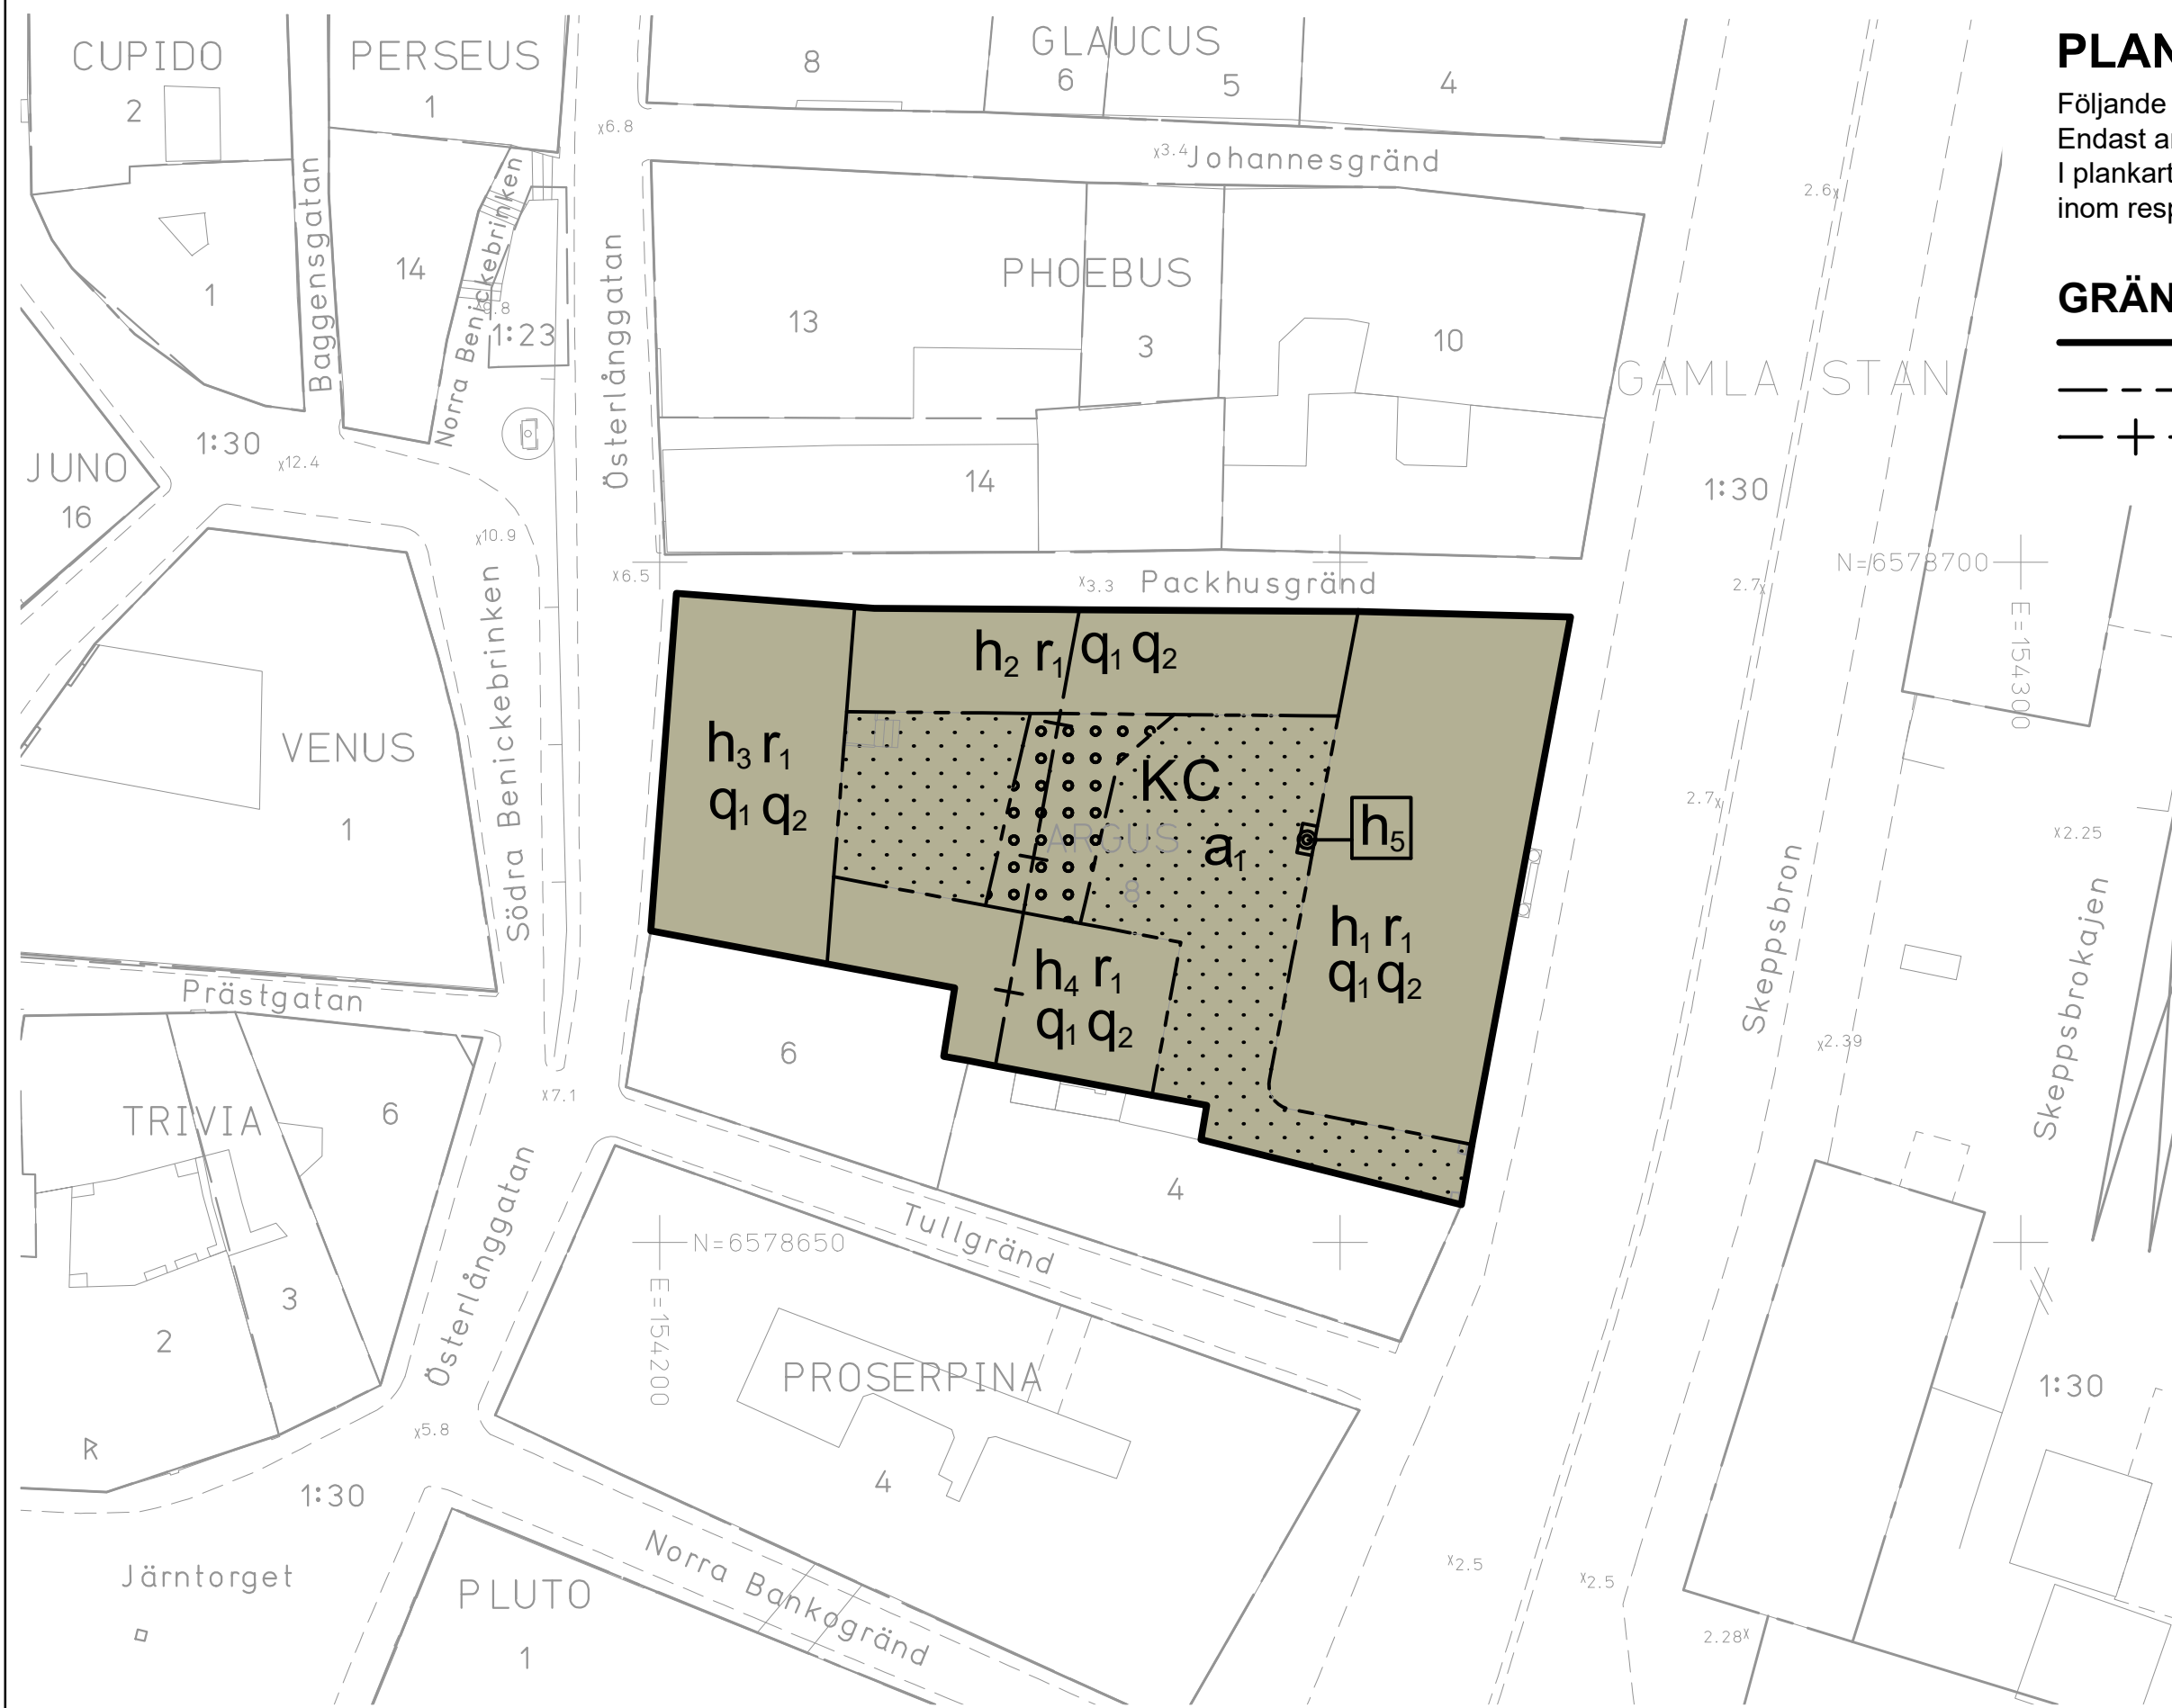 CUPIDO
2
PERSEUS
1
8
GLAUCUS
6
5
4
PLAN
Följande
Endast
I plankart
inom
x6.8
x3.4
Johannesgränd
2.6x
Baggensgatan
Norra Benickebrinken
1
14
1:23
Österlånggatan
PHOEBUS
13
3
10
14
GRÄN
GAMLA STAN
1:30
JUNO
16
1:30
x12.4
x10.9
x6.5
x3.3
Packhusgränd
2.7x
N=6578700
E=154300
h2 r1 q1 q2
h3 r1
q1 q2
KC
ARGUS
a1
8
h5
h1 r1
q1 q2
h4 r1
q1 q2
VENUS
1
Södra Benickebrinken
2.7x
x2.25
Skeppsbron
Skeppsbrokajen
x2.39
Prästgatan
6
x7.1
TRIVIA
6
4
Tullgränd
N=6578650
E=154200
Österlånggatan
3
2
PROSERPINA
4
1:30
R
x5.8
1:30
Norra Bankogränd
x2.5
x2.5
Järntorget
PLUTO
1
2.28x